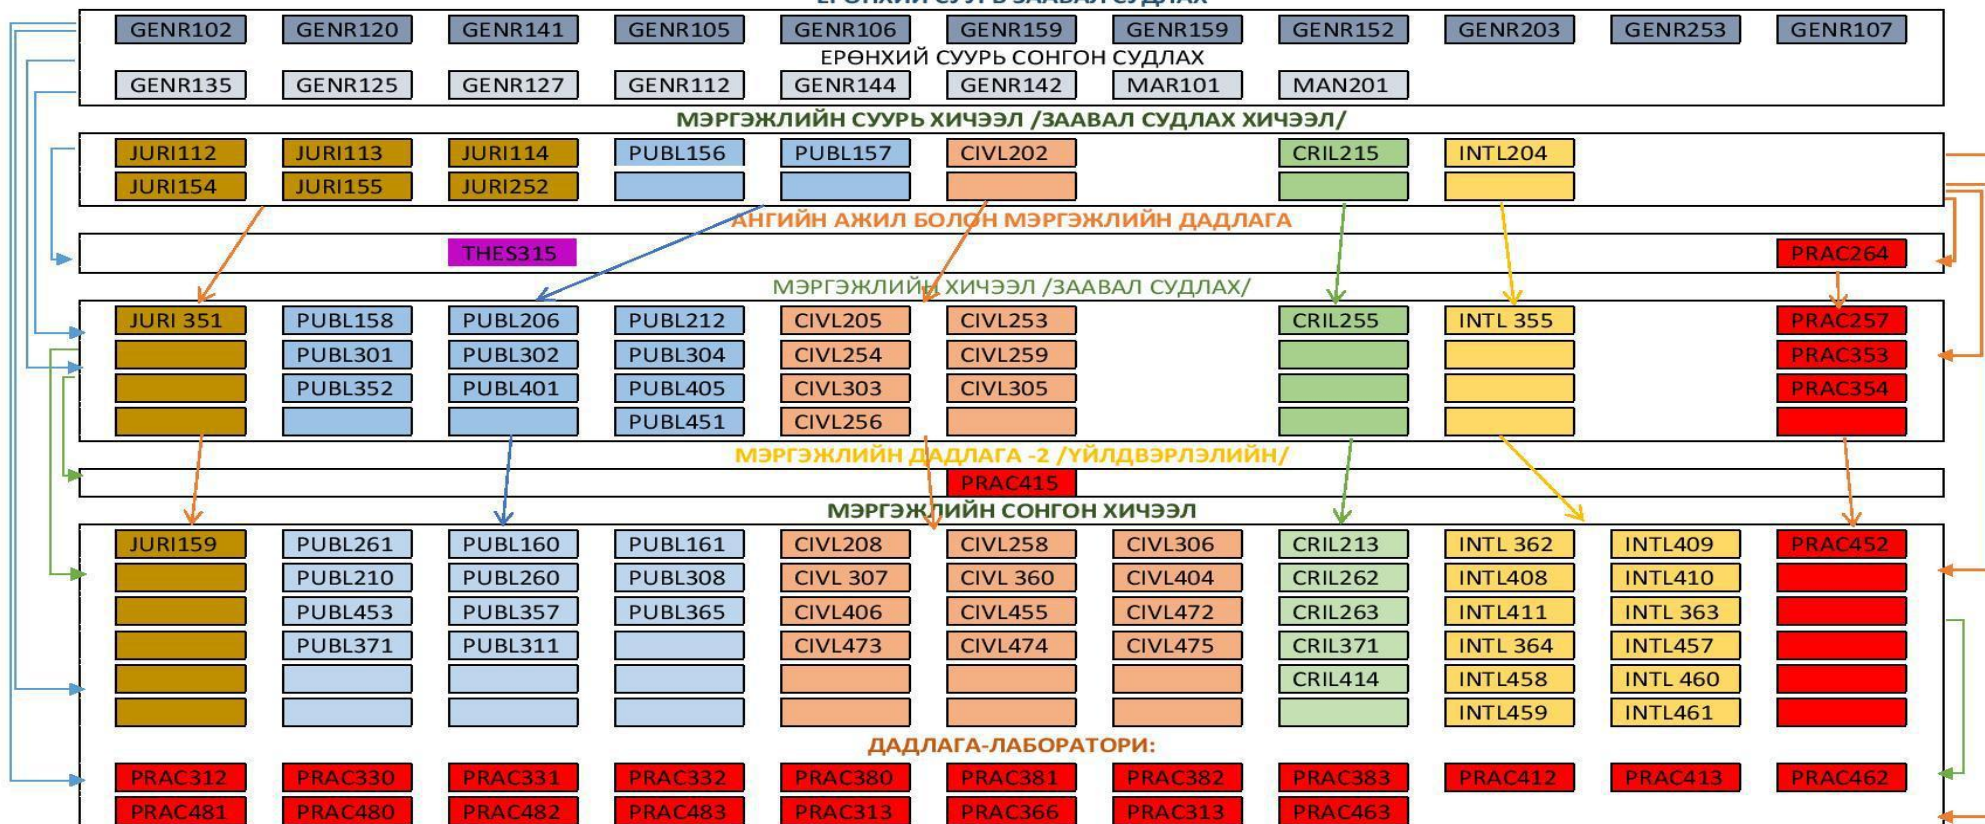 ЕРӨНХИЙ СУУРЬ ЗААВАЛ СУДЛАХ
GENR102 GENR120 GENR141 GENR105 GENR106 GENR159 GENR159 GENR152 GENR203 GENR253 GENR107
ЕРӨНХИЙ СУУРЬ СОНГОН СУДЛАХ
GENR135 GENR125 GENR127 GENR112 GENR144 GENR142 MAR101 MAN201
МЭРГЭЖЛИЙН СУУРЬ ХИЧЭЭЛ /ЗААВАЛ СУДЛАХ ХИЧЭЭЛ/
JURI112 JURI113 JURI114 PUBL156 PUBL157 CIVL202 CRIL215 INTL204
JURI154 JURI155 JURI252
АНГИЙН АЖИЛ БОЛОН МЭРГЭЖЛИЙН ДАДЛАГА
THES315 PRAC264
МЭРГЭЖЛИЙН ХИЧЭЭЛ /ЗААВАЛ СУДЛАХ/
JURI 351 PUBL158 PUBL206 PUBL212 CIVL205 CIVL253 CRIL255 INTL 355 PRAC257
PUBL301 PUBL302 PUBL304 CIVL254 CIVL259 PRAC353
PUBL352 PUBL401 PUBL405 CIVL303 CIVL305 PRAC354
PUBL451 CIVL256
МЭРГЭЖЛИЙН ДАДЛАГА -2 /ҮЙЛДВЭРЛЭЛИЙН/
PRAC415
МЭРГЭЖЛИЙН СОНГОН ХИЧЭЭЛ
JURI159 PUBL261 PUBL160 PUBL161 CIVL208 CIVL258 CIVL306 CRIL213 INTL 362 INTL409 PRAC452
PUBL210 PUBL260 PUBL308 CIVL 307 CIVL 360 CIVL404 CRIL262 INTL408 INTL410
PUBL453 PUBL357 PUBL365 CIVL406 CIVL455 CIVL472 CRIL263 INTL411 INTL 363
PUBL371 PUBL311 CIVL473 CIVL474 CIVL475 CRIL371 INTL 364 INTL457
CRIL414 INTL458 INTL 460
INTL459 INTL461
ДАДЛАГА-ЛАБОРАТОРИ:
PRAC312 PRAC330 PRAC331 PRAC332 PRAC380 PRAC381 PRAC382 PRAC383 PRAC412 PRAC413 PRAC462
PRAC481 PRAC480 PRAC482 PRAC483 PRAC313 PRAC366 PRAC313 PRAC463